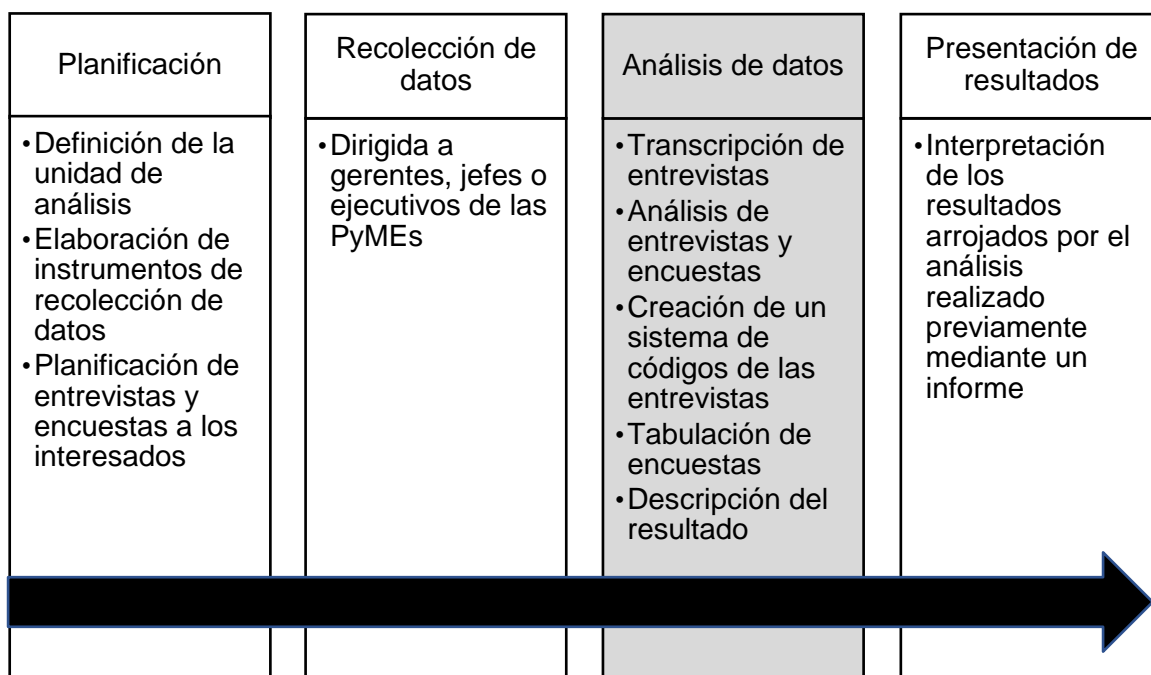 Planificación
•Definición de la
unidad de
análisis
•Elaboración de
instrumentos de
recolección de
datos
•Planificación de
entrevistas y
encuestas a los
interesados
Recolección de
datos
•Dirigida a
gerentes, jefes o
ejecutivos de las
PyMEs
Análisis de datos
•Transcripción de
entrevistas
•Análisis de
entrevistas y
encuestas
•Creación de un
sistema de
códigos de las
entrevistas
•Tabulación de
encuestas
•Descripción del
resultado
Presentación de
resultados
•Interpretación
de los
resultados
arrojados por el
análisis
realizado
previamente
mediante un
informe